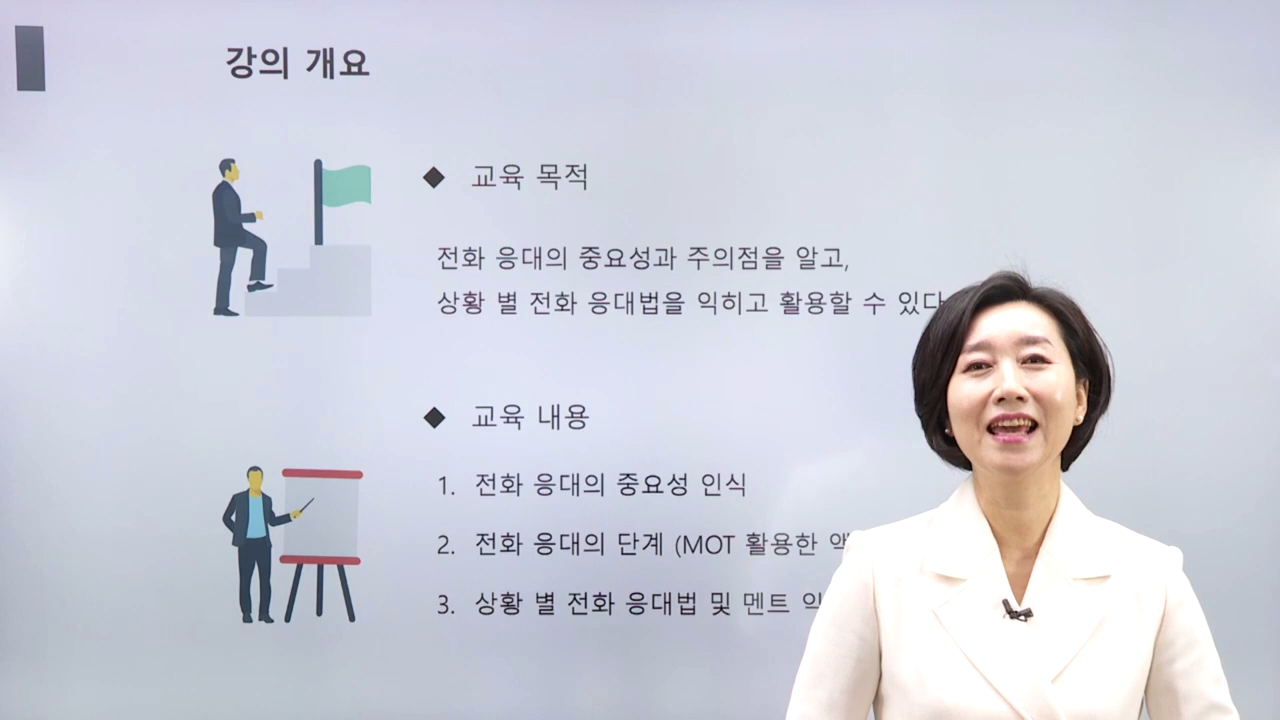 강의 개요
◆ 교육 목적
전화 응대의 중요성과 주의점을 알고,
상황 별 전화 응대법을 익히고 활용할 수 있다
◆ 교육 내용
1. 전화 응대의 중요성 인식
2. 전화 응대의 단계 (MOT 활용한
3. 상황 별 전화 응대법 및 멘트